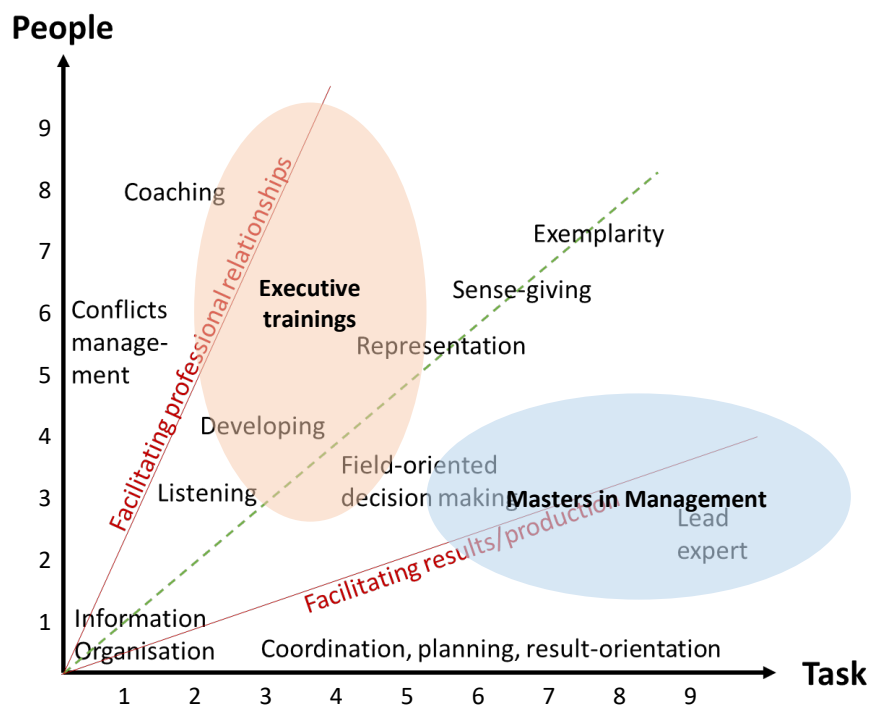 People
9
8
7
6
5
4
3
2
1
Coaching
Facilitating professional relationships
Executive
trainings
Exemplarity
Sense-giving
Conflicts
manage-
ment
Representation
Developing
Field-oriented
decision making
Listening
Masters in Management
Lead
expert
Facilitating results/production
Information
Organisation
Coordination, planning, result-orientation
Task
1
2
3
4
5
6
7
8
9